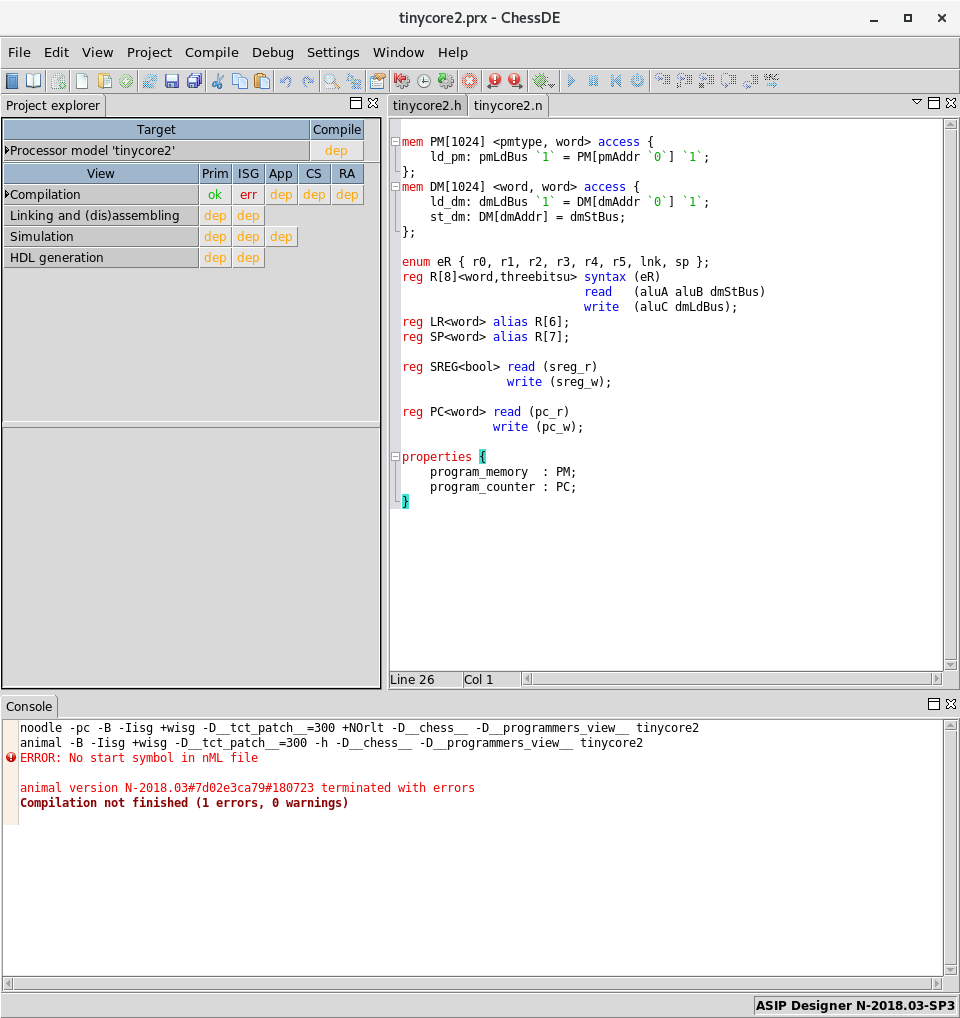 tinycore2.prx - ChessDE
File Edit View Project Compile Debug Settings Window Help
Project explorer
Target Compile
Processor model 'tinycore2' dep
View Prim ISG App CS RA
Compilation ok err dep dep dep
Linking and (dis)assembling dep dep
Simulation dep dep dep
HDL generation dep dep
tinycore2.h tinycore2.n
mem PM[1024] <pmtype, word> access {
    ld_pm: pmLdBus `1` = PM[pmAddr `0`] `1`;
};
mem DM[1024] <word, word> access {
    ld_dm: dmLdBus `1` = DM[dmAddr `0`] `1`;
    st_dm: DM[dmAddr] = dmStBus;
};
enum eR { r0, r1, r2, r3, r4, r5, lnk, sp };
reg R[8]<word,threebitsu> syntax (eR)
                          read   (aluA aluB dmStBus)
                          write  (aluC dmLdBus);
reg LR<word> alias R[6];
reg SP<word> alias R[7];
reg SREG<bool> read (sreg_r)
               write (sreg_w);
reg PC<word> read (pc_r)
             write (pc_w);
properties {
    program_memory  : PM;
    program_counter : PC;
}
Line 26 Col 1
Console
noodle -pc -B -Iisg +wisg -D__tct_patch__=300 +NOrlt -D__chess__ -D__programmers_view__ tinycore2
animal -B -Iisg +wisg -D__tct_patch__=300 -h -D__chess__ -D__programmers_view__ tinycore2
ERROR: No start symbol in nML file
animal version N-2018.03#7d02e3ca79#180723 terminated with errors
Compilation not finished (1 errors, 0 warnings)
ASIP Designer N-2018.03-SP3